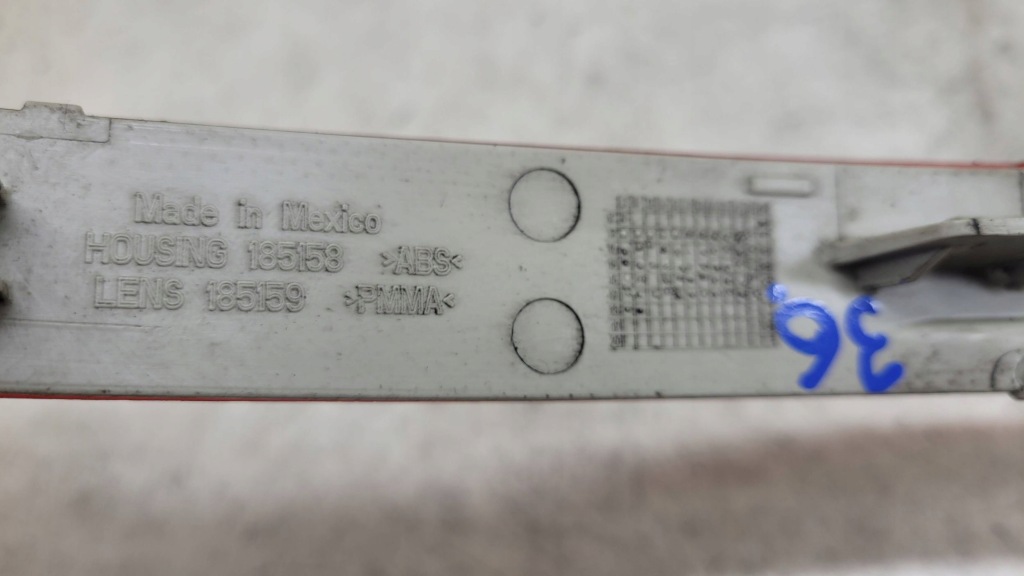 Made in Mexico
HOUSING 185158 >ABS<
LENS 185159 >PMMA<
36